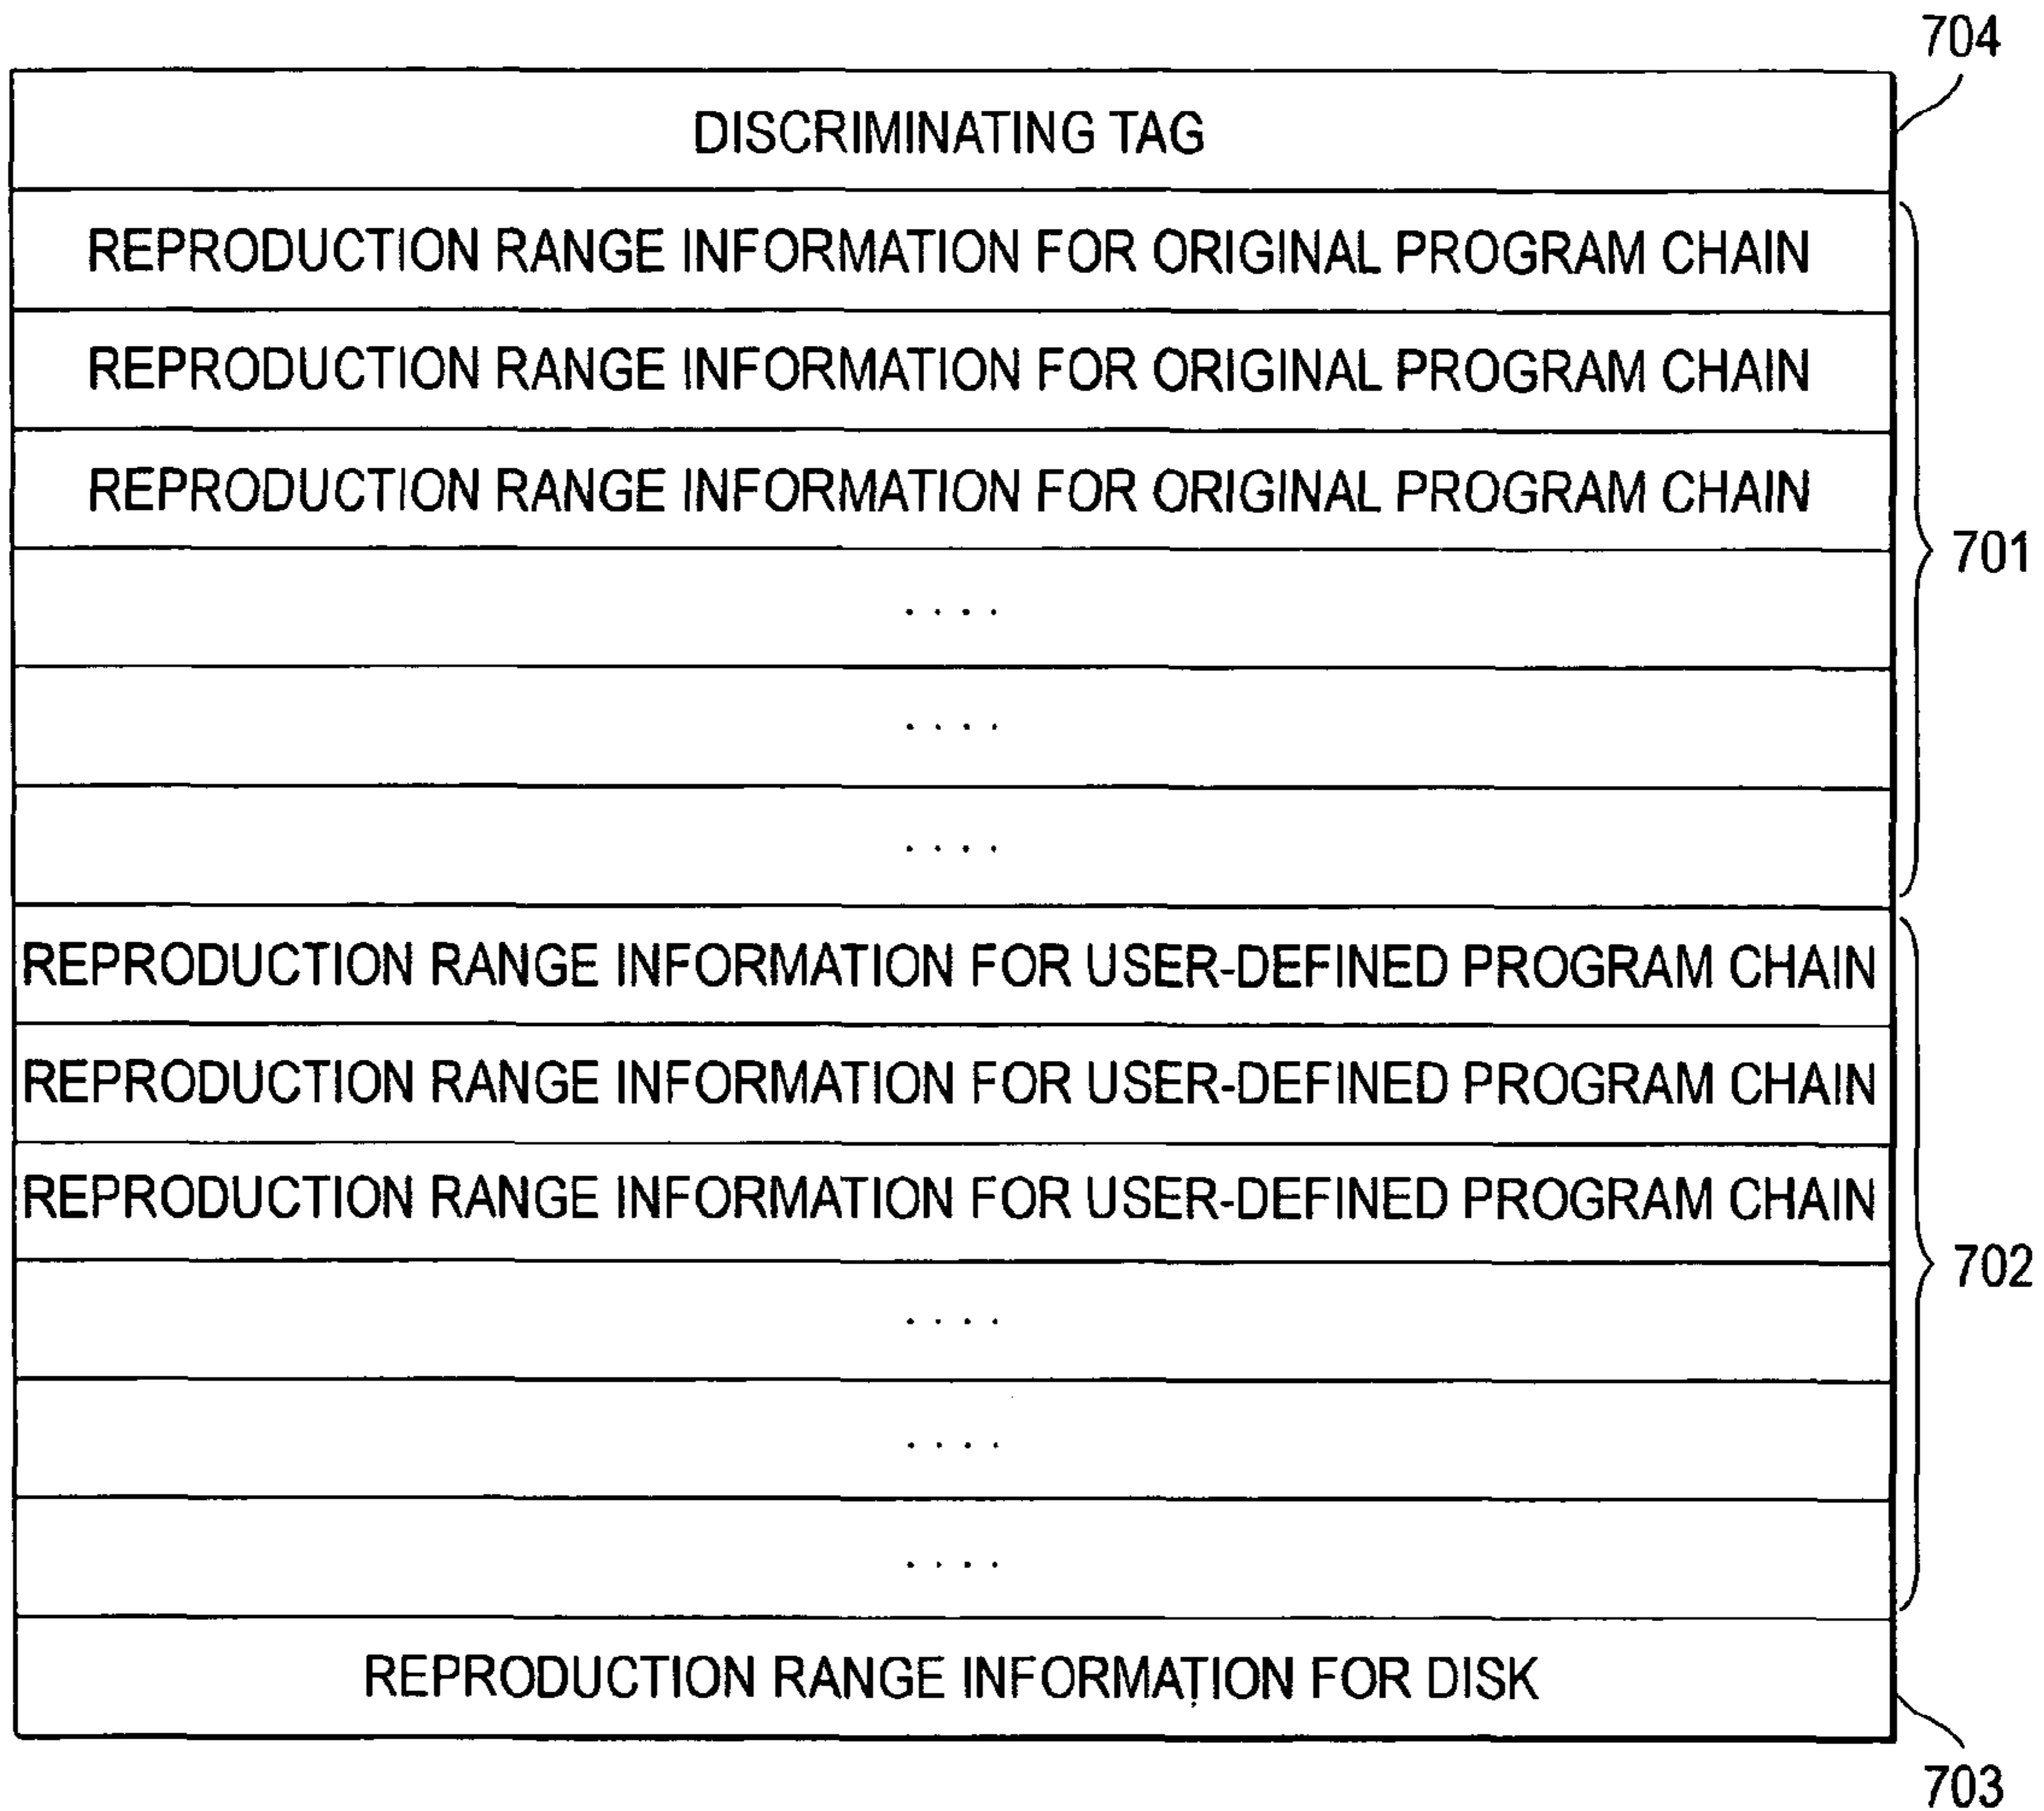 704
DISCRIMINATING TAG
REPRODUCTION RANGE INFORMATION FOR ORIGINAL PROGRAM CHAIN
REPRODUCTION RANGE INFORMATION FOR ORIGINAL PROGRAM CHAIN
REPRODUCTION RANGE INFORMATION FOR ORIGINAL PROGRAM CHAIN
701
. . . .
. . . .
. . . .
REPRODUCTION RANGE INFORMATION FOR USER-DEFINED PROGRAM CHAIN
REPRODUCTION RANGE INFORMATION FOR USER-DEFINED PROGRAM CHAIN
REPRODUCTION RANGE INFORMATION FOR USER-DEFINED PROGRAM CHAIN
702
. . . .
. . . .
. . . .
REPRODUCTION RANGE INFORMATION FOR DISK
703